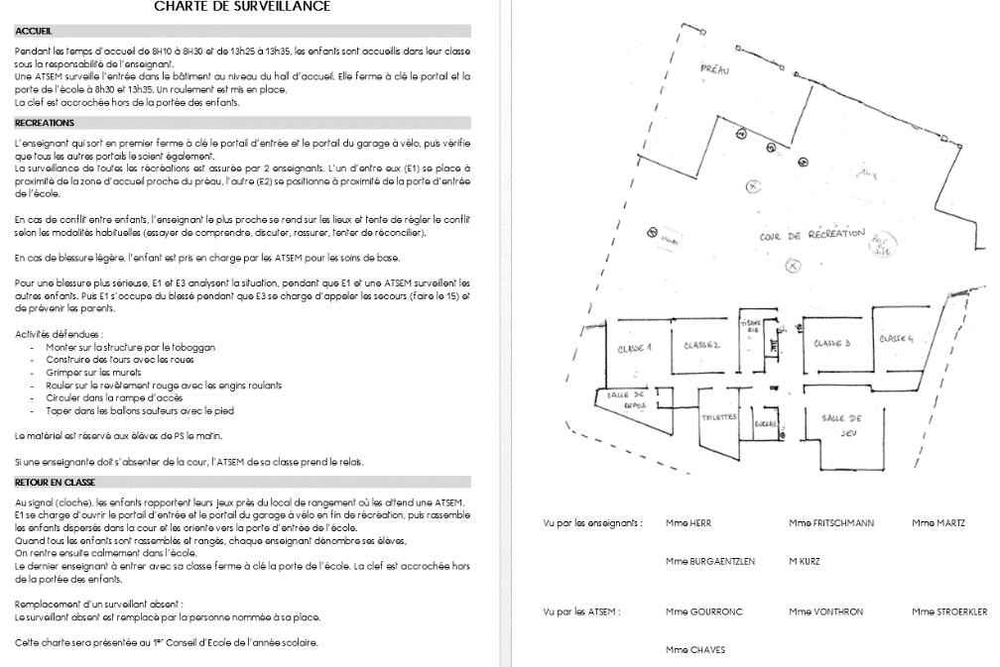 CHARTE DE SURVEILLANCE
ACCUEIL
Pendant les temps d'accueil de 8H10 à 8H30 et de 13h25 à 13h35, les enfants sont accueillis dans leur classe
sous la responsabilité de l'enseignant.
Une ATSEM surveille l'entrée dans le bâtiment au niveau du hall d'accueil. Elle ferme à clé le portail et la
porte de l'école à 8h30 et 13h35. Un roulement est mis en place.
La clef est accrochée hors de la portée des enfants.
RECREATIONS
L'enseignant qui sort en premier ferme à clé le portail d'entrée et le portail du garage à vélo, puis vérifie
que tous les autres portails le soient également.
La surveillance de toutes les récréations est assurée par 2 enseignants. L'un d'entre eux (E1) se place à
proximité de la zone d'accueil proche du préau, l'autre (E2) se positionne à proximité de la porte d'entrée
de l'école.
En cas de conflit entre enfants, l'enseignant le plus proche se rend sur les lieux et tente de régler le conflit
selon les modalités habituelles (essayer de comprendre, discuter, rassurer, tenter de réconcilier).
En cas de blessure légère, l'enfant est pris en charge par les ATSEM pour les soins de base.
Pour une blessure plus sérieuse, E1 et E3 analysent la situation, pendant que E1 et une ATSEM surveillent les
autres enfants. Puis E1 s'occupe du blessé pendant que E3 se charge d'appeler les secours (faire le 15) et
de prévenir les parents.
Activités défendues :
- Monter sur la structure par le toboggan
- Construire des tours avec les roues
- Grimper sur les murets
- Rouler sur le revêtement rouge avec les engins roulants
- Circuler dans la rampe d'accès
- Taper dans les ballons sauteurs avec le pied
Le matériel est réservé aux élèves de PS le matin.
Si une enseignante doit s'absenter de la cour, l'ATSEM de sa classe prend le relais.
RETOUR EN CLASSE
Au signal (cloche), les enfants rapportent leurs jeux près du local de rangement où les attend une ATSEM.
E1 se charge d'ouvrir le portail d'entrée et le portail du garage à vélo en fin de récréation, puis rassemble
les enfants dispersés dans la cour et les oriente vers la porte d'entrée de l'école.
Quand tous les enfants sont rassemblés et rangés, chaque enseignant dénombre ses élèves.
On rentre ensuite calmement dans l'école.
Le dernier enseignant à entrer avec sa classe ferme à clé la porte de l'école. La clef est accrochée hors
de la portée des enfants.
Remplacement d'un surveillant absent :
Le surveillant absent est remplacé par la personne nommée à sa place.
Cette charte sera présentée au 1er Conseil d'Ecole de l'année scolaire.
PRÉAU
Jeux
COUR DE RÉCRÉATION
CLASSE 1
CLASSE 2
TISANE
RIE
CLASSE 3
CLASSE 4
SALLE DE
REPOS
TOILETTES
BUREAU
SALLE DE
JEU
Vu par les enseignants : Mme HERR Mme FRITSCHMANN Mme MARTZ
Mme BURGAENTZLEN M KURZ
Vu par les ATSEM : Mme GOURRONC Mme VONTHRON Mme STROERKLER
Mme CHAVES